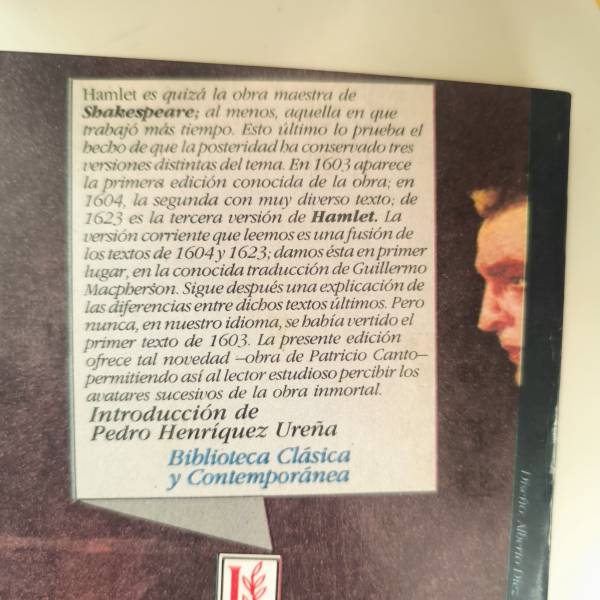 Hamlet es quizá la obra maestra de
Shakespeare; al menos, aquella en que
trabajó más tiempo. Esto último lo prueba el
hecho de que la posteridad ha conservado tres
versiones distintas del tema. En 1603 aparece
la primera edición conocida de la obra; en
1604, la segunda con muy diverso texto; de
1623 es la tercera versión de Hamlet. La
versión corriente que leemos es una fusión de
los textos de 1604 y 1623; damos ésta en primer
lugar, en la conocida traducción de Guillermo
Macpherson. Sigue después una explicación de
las diferencias entre dichos textos últimos. Pero
nunca, en nuestro idioma, se había vertido el
primer texto de 1603. La presente edición
ofrece tal novedad —obra de Patricio Canto—
permitiendo así al lector estudioso percibir los
avatares sucesivos de la obra inmortal.
Introducción de
Pedro Henríquez Ureña
Biblioteca Clásica
y Contemporánea
Diseño: Alberto Diez
L